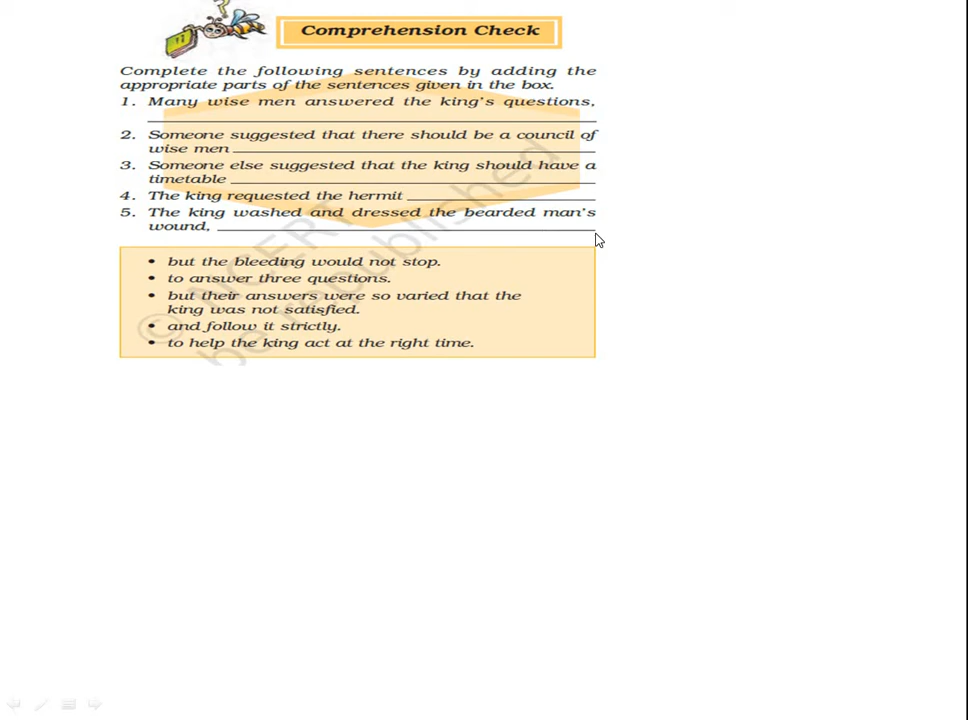 Comprehension Check
Complete the following sentences by adding the
appropriate parts of the sentences given in the box.
1. Many wise men answered the king's questions,
2. Someone suggested that there should be a council of
wise men
3. Someone else suggested that the king should have a
timetable
4. The king requested the hermit
5. The king washed and dressed the bearded man's
wound,
• but the bleeding would not stop.
• to answer three questions.
• but their answers were so varied that the
king was not satisfied.
• and follow it strictly.
• to help the king act at the right time.
© NCERT
be republished